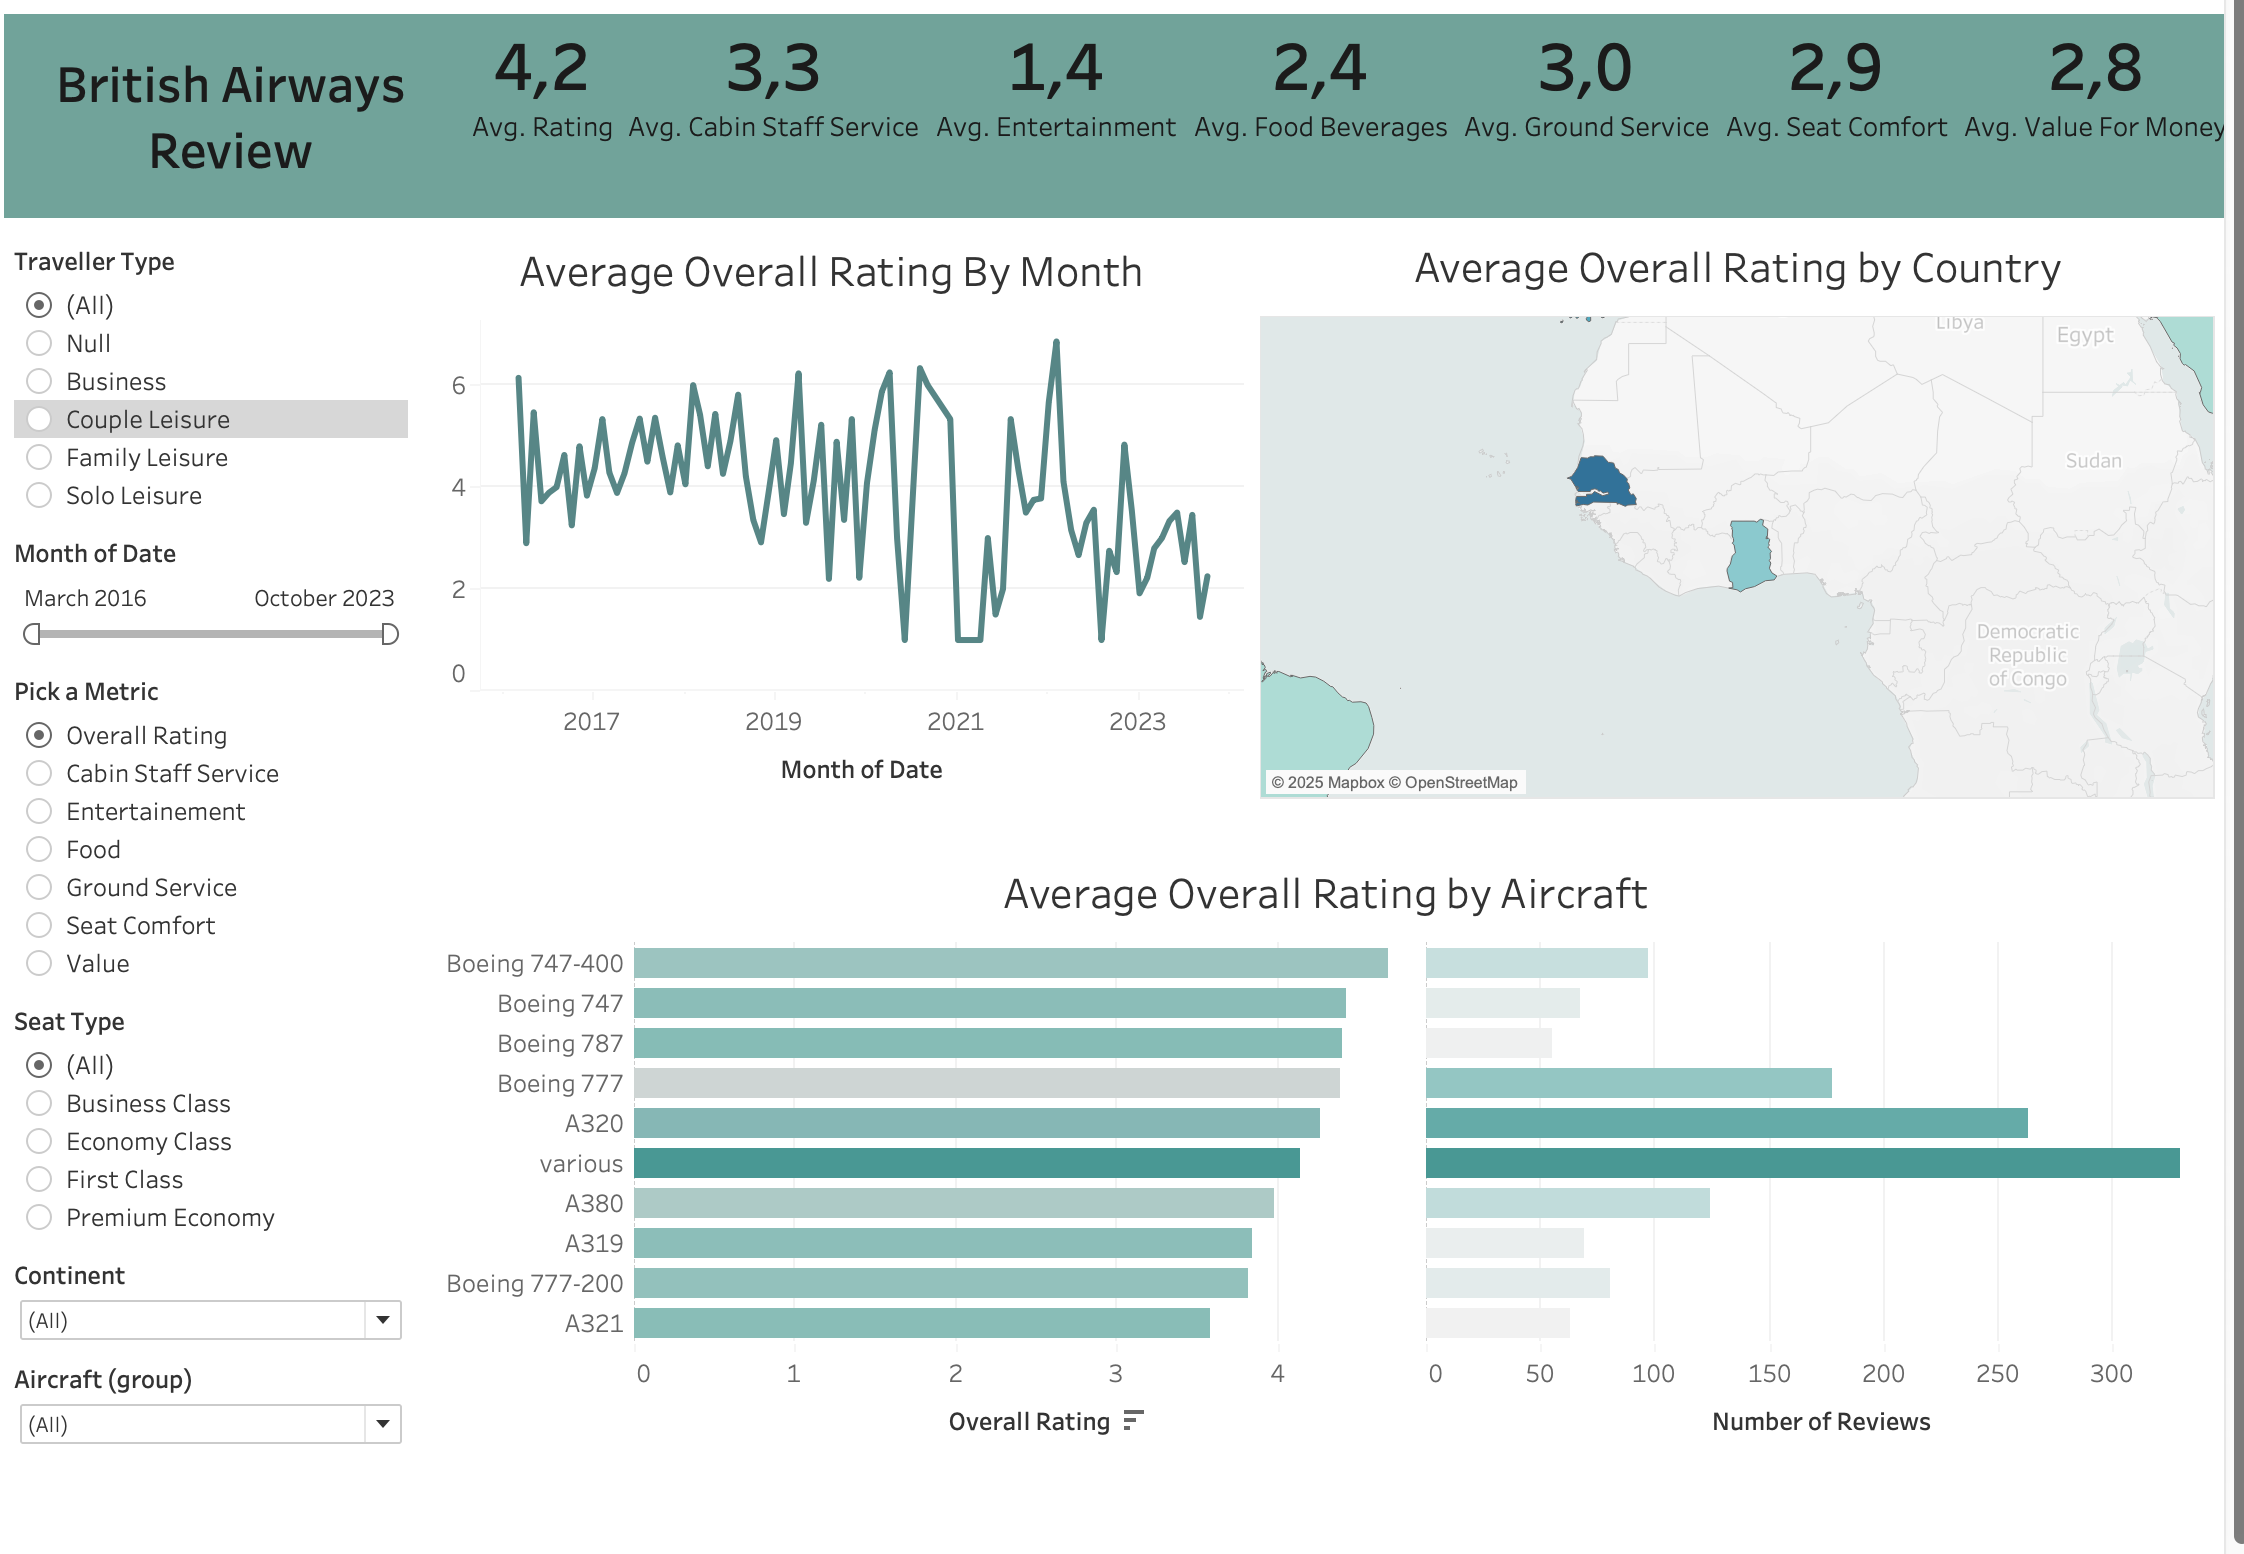 British Airways
Review
4,2
Avg. Rating
3,3
Avg. Cabin Staff Service
1,4
Avg. Entertainment
2,4
Avg. Food Beverages
3,0
Avg. Ground Service
2,9
Avg. Seat Comfort
2,8
Avg. Value For Money
Traveller Type
(All)
Null
Business
Couple Leisure
Family Leisure
Solo Leisure
Month of Date
March 2016
October 2023
Pick a Metric
Overall Rating
Cabin Staff Service
Entertainement
Food
Ground Service
Seat Comfort
Value
Seat Type
(All)
Business Class
Economy Class
First Class
Premium Economy
Continent
(All)
Aircraft (group)
(All)
Average Overall Rating By Month
6
4
2
0
2017
2019
2021
2023
Month of Date
Average Overall Rating by Country
Libya
Egypt
Sudan
Democratic
Republic
of Congo
© 2025 Mapbox © OpenStreetMap
Average Overall Rating by Aircraft
Boeing 747-400
Boeing 747
Boeing 787
Boeing 777
A320
various
A380
A319
Boeing 777-200
A321
0 1 2 3 4
Overall Rating
0 50 100 150 200 250 300
Number of Reviews